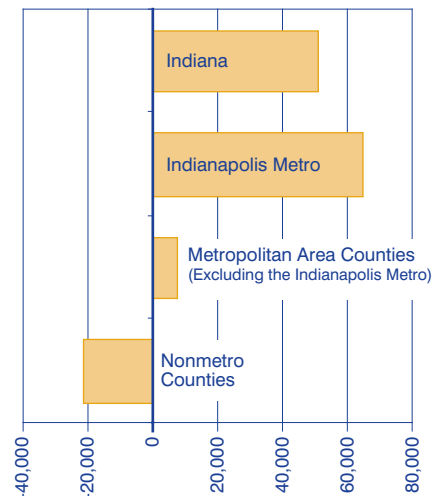 Indiana
Indianapolis Metro
Metropolitan Area Counties
(Excluding the Indianapolis Metro)
Nonmetro
Counties
-40,000
-20,000
0
20,000
40,000
60,000
80,000